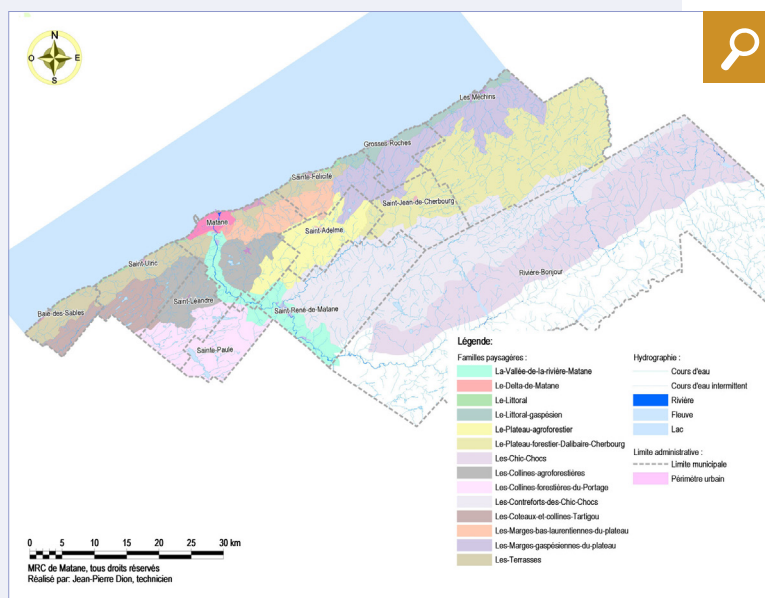 N
O
E
S
Les Méchins
Grosses-Roches
Sainte-Félicité
Saint-Jean-de-Cherbourg
Matane
Saint-Adelme
Saint-Ulric
Rivière-Bonjour
Saint-Léandre
Baie-des-Sables
Saint-René-de-Matane
Sainte-Paule
Légende:
Familles paysagères :
La-Vallée-de-la-rivière-Matane
Le-Delta-de-Matane
Le-Littoral
Le-Littoral-gaspésien
Le-Plateau-agroforestier
Le-Plateau-forestier-Dalibaire-Cherbourg
Les-Chic-Chocs
Les-Collines-agroforestières
Les-Collines-forestières-du-Portage
Les-Contreforts-des-Chic-Chocs
Les-Coteaux-et-collines-Tartigou
Les-Marges-bas-laurentiennes-du-plateau
Les-Marges-gaspésiennes-du-plateau
Les-Terrasses
Hydrographie :
Cours d'eau
Cours d'eau intermittent
Rivière
Fleuve
Lac
Limite administrative :
Limite municipale
Périmètre urbain
0 5 10 15 20 30 km
MRC de Matane, tous droits réservés
Réalisé par: Jean-Pierre Dion, technicien